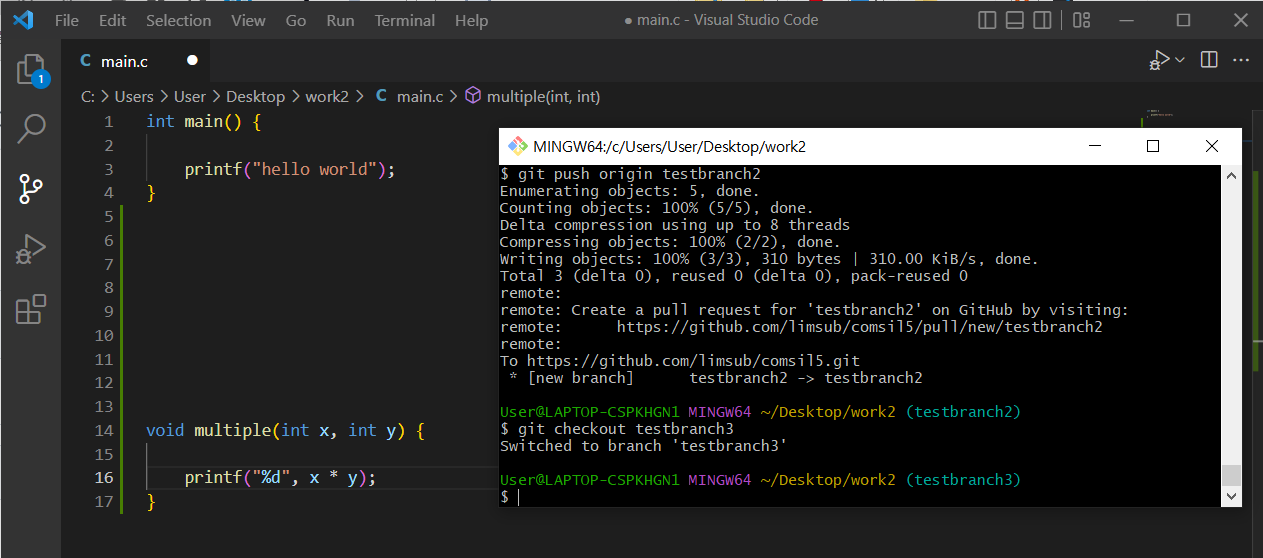 File Edit Selection View Go Run Terminal Help ● main.c - Visual Studio Code
C main.c ●
1
C: > Users > User > Desktop > work2 > C main.c > multiple(int, int)
1 int main() {
2
3 printf("hello world");
4 }
5
6
7
8
9
10
11
12
13
14 void multiple(int x, int y) {
15
16 printf("%d", x * y);
17 }
MINGW64:/c/Users/User/Desktop/work2
$ git push origin testbranch2
Enumerating objects: 5, done.
Counting objects: 100% (5/5), done.
Delta compression using up to 8 threads
Compressing objects: 100% (2/2), done.
Writing objects: 100% (3/3), 310 bytes | 310.00 KiB/s, done.
Total 3 (delta 0), reused 0 (delta 0), pack-reused 0
remote:
remote: Create a pull request for 'testbranch2' on GitHub by visiting:
remote:      https://github.com/limsub/comsil5/pull/new/testbranch2
remote:
To https://github.com/limsub/comsil5.git
 * [new branch]      testbranch2 -> testbranch2
User@LAPTOP-CSPKHGN1 MINGW64 ~/Desktop/work2 (testbranch2)
$ git checkout testbranch3
Switched to branch 'testbranch3'
User@LAPTOP-CSPKHGN1 MINGW64 ~/Desktop/work2 (testbranch3)
$